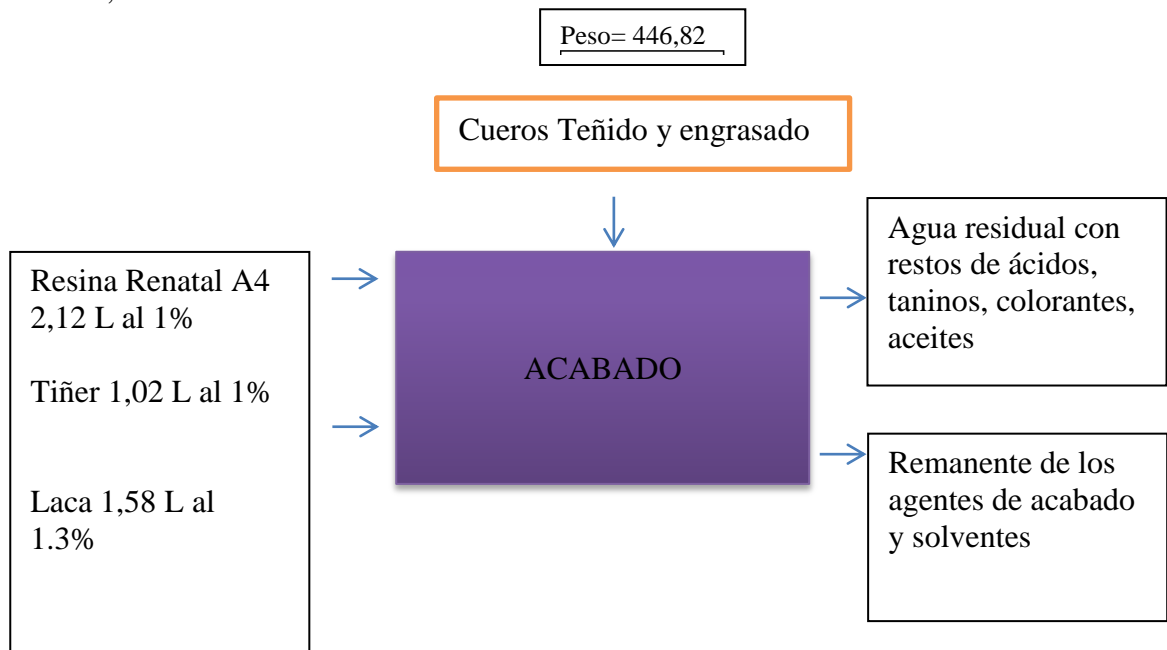 Peso= 446,82
Cueros Teñido y engrasado
Resina Renatal A4
2,12 L al 1%
Tiñer 1,02 L al 1%
Laca 1,58 L al
1.3%
ACABADO
Agua residual con
restos de ácidos,
taninos, colorantes,
aceites
Remanente de los
agentes de acabado
y solventes